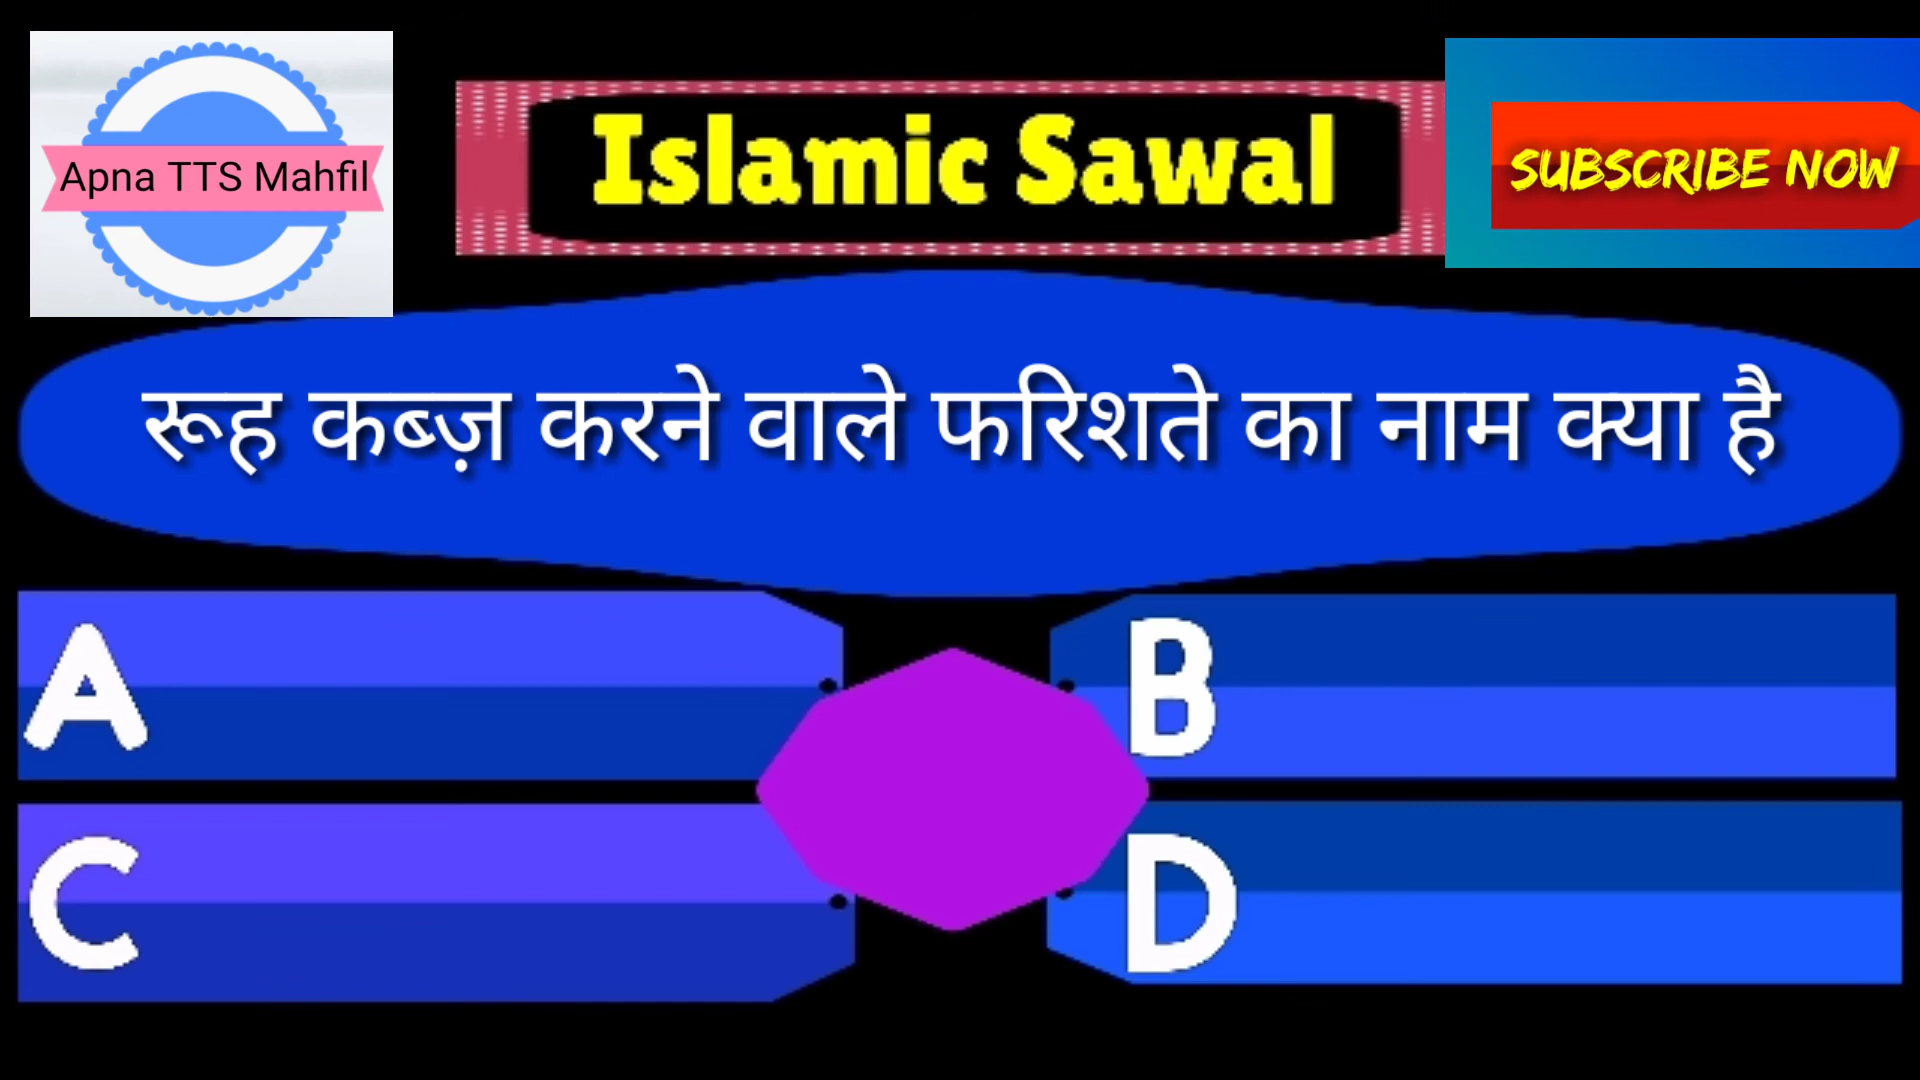 Apna TTS Mahfil
Islamic Sawal
SUBSCRIBE NOW
रूह कब्ज़ करने वाले फरिशते का नाम क्या है
A
B
C
D